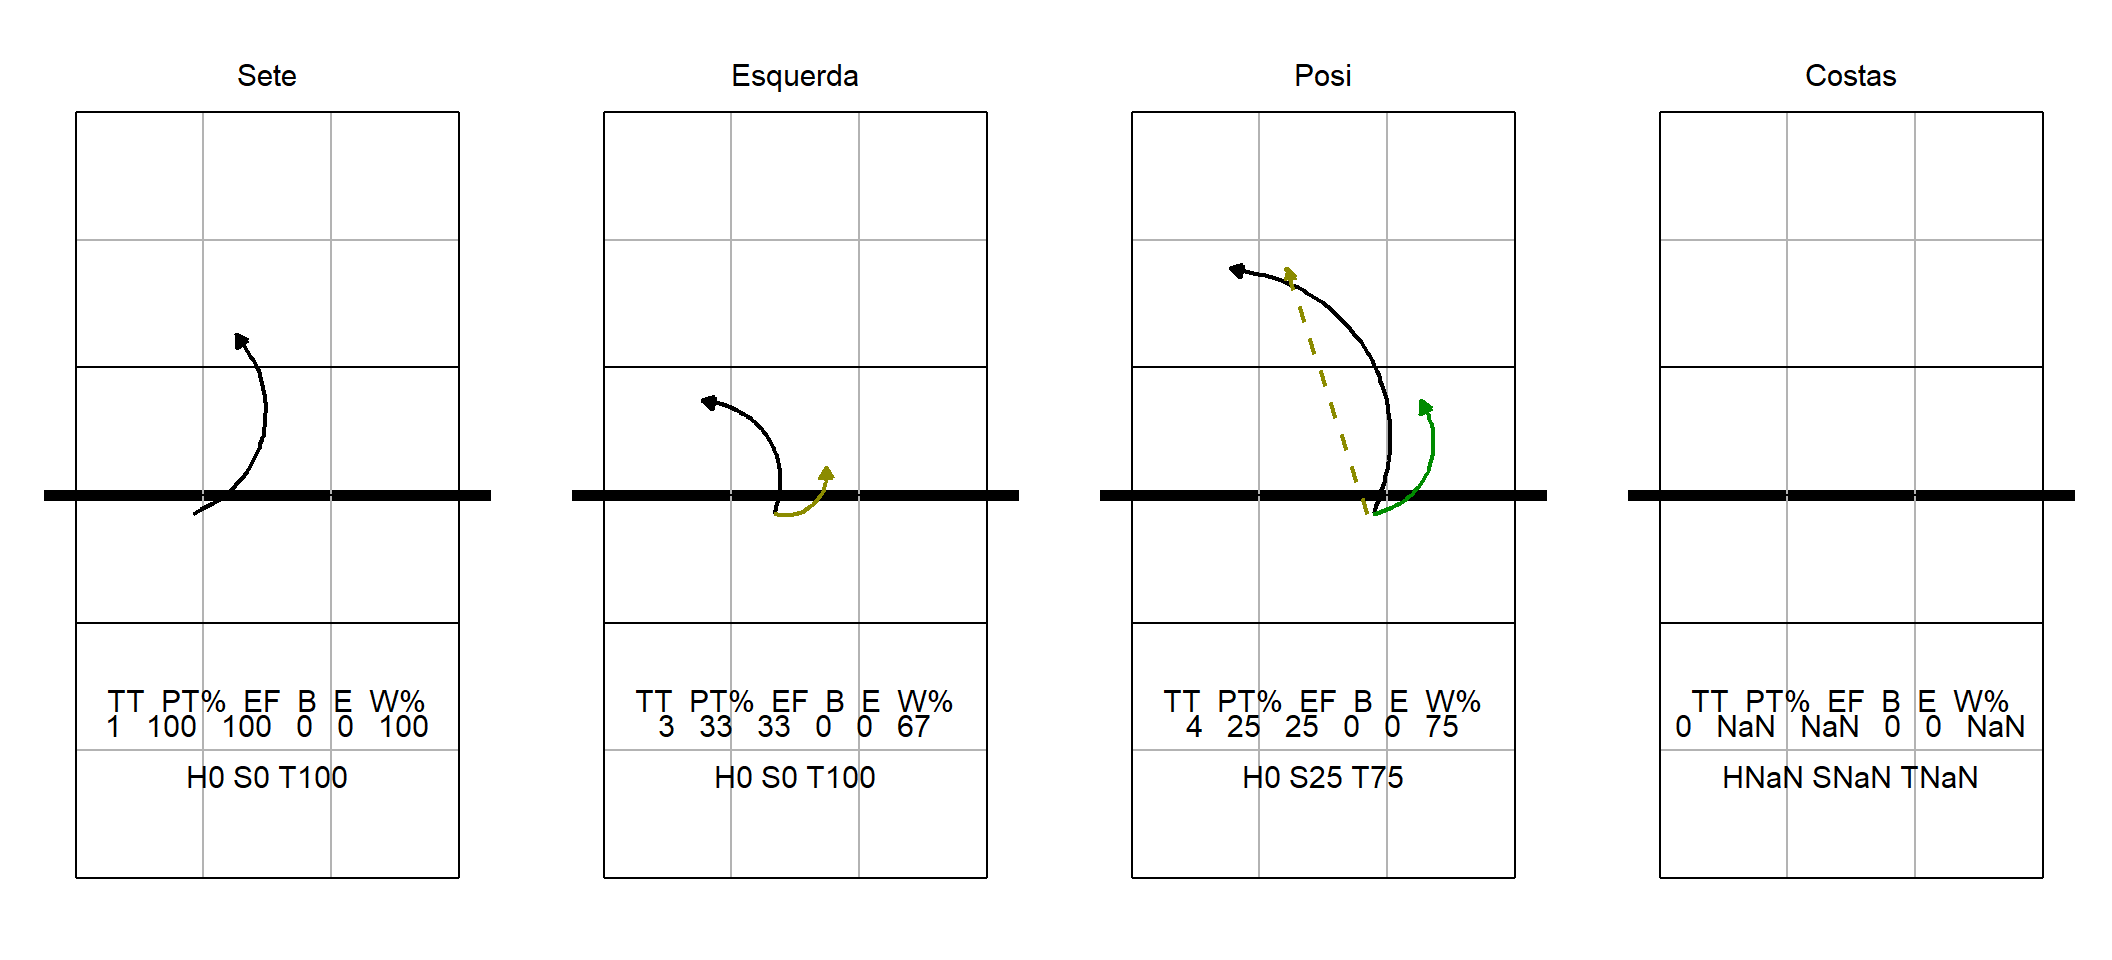 Sete
TT PT% EF B E W%
1 100 100 0 0 100
H0 S0 T100
Esquerda
TT PT% EF B E W%
3 33 33 0 0 67
H0 S0 T100
Posi
TT PT% EF B E W%
4 25 25 0 0 75
H0 S25 T75
Costas
TT PT% EF B E W%
0 NaN NaN 0 0 NaN
HNaN SNaN TNaN